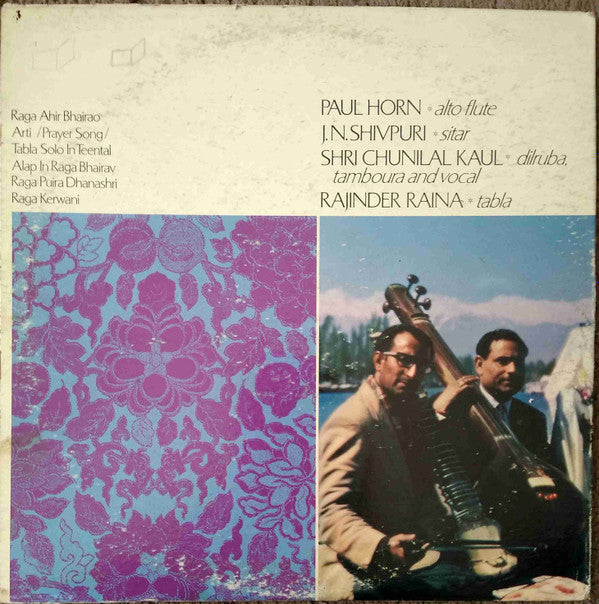 Raga Ahir Bhairao
Arti /Prayer Song/
Tabla Solo In Teental
Alap In Raga Bhairav
Raga Puira Dhanashri
Raga Kerwani
PAUL HORN * alto flute
J.N. SHIVPURI * sitar
SHRI CHUNILAL KAUL * dilruba,
tamboura and vocal
RAJINDER RAINA * tabla